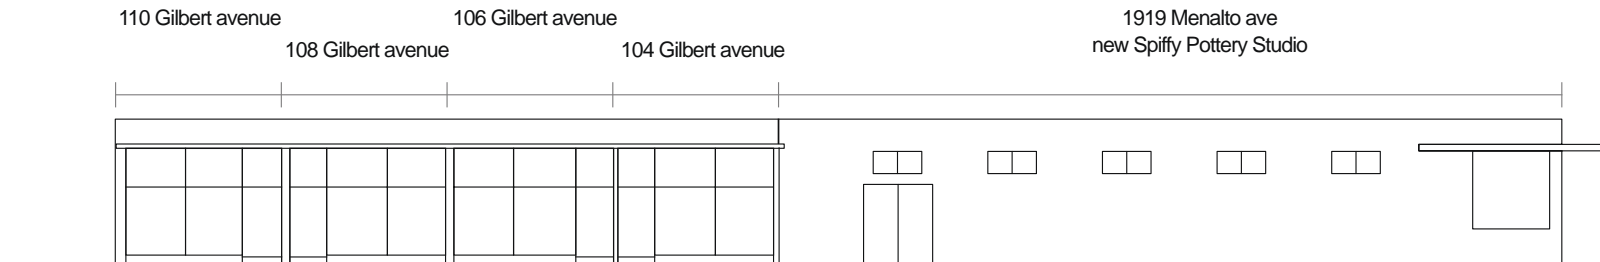 110 Gilbert avenue
108 Gilbert avenue
106 Gilbert avenue
104 Gilbert avenue
1919 Menalto ave
new Spiffy Pottery Studio